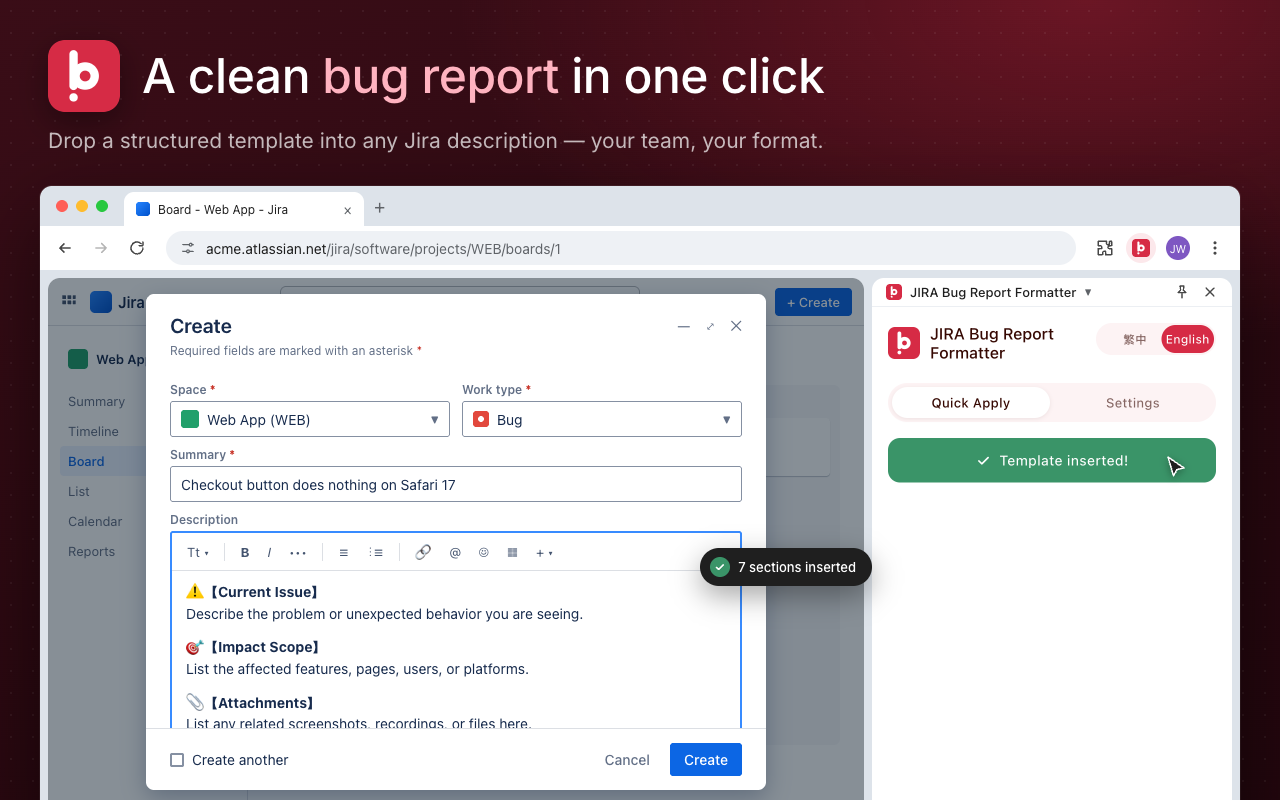 A clean bug report in one click
Drop a structured template into any Jira description — your team, your format.
Board - Web App - Jira
acme.atlassian.net/jira/software/projects/WEB/boards/1
JW
Jira
+ Create
JIRA Bug Report Formatter
Create
Required fields are marked with an asterisk *
JIRA Bug Report
Formatter
繁中
English
Web App
Space *
Work type *
Web App (WEB)
Bug
Quick Apply
Settings
Summary
Timeline
Board
List
Calendar
Reports
Summary *
Checkout button does nothing on Safari 17
Template inserted!
Description
Tt
B
I
@
+
7 sections inserted
⚠️【Current Issue】
Describe the problem or unexpected behavior you are seeing.
🎯【Impact Scope】
List the affected features, pages, users, or platforms.
📎【Attachments】
List any related screenshots, recordings, or files here.
Create another
Cancel
Create